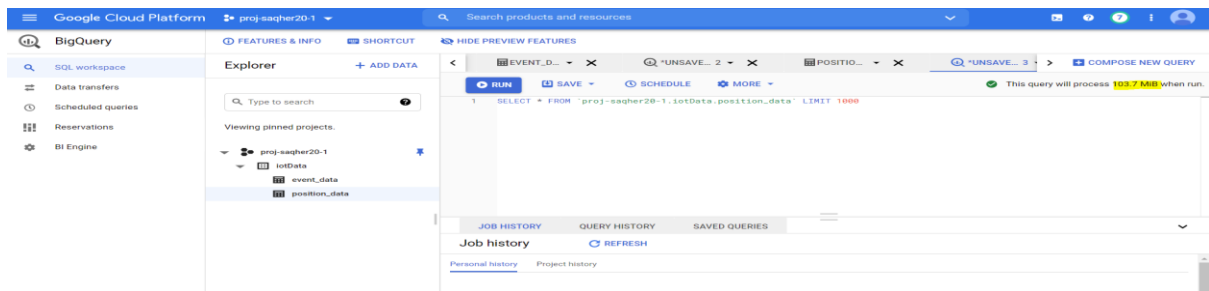 Google Cloud Platform proj-saqher20-1 Search products and resources 7
BigQuery FEATURES & INFO SHORTCUT HIDE PREVIEW FEATURES
SQL workspace
Data transfers
Scheduled queries
Reservations
BI Engine
Explorer + ADD DATA
Type to search
Viewing pinned projects.
proj-saqher20-1
iotData
event_data
position_data
EVENT_D... *UNSAVE... 2 POSITIO... *UNSAVE... 3 COMPOSE NEW QUERY
RUN SAVE SCHEDULE MORE This query will process 103.7 MiB when run.
1 SELECT * FROM `proj-saqher20-1.iotData.position_data` LIMIT 1000
JOB HISTORY QUERY HISTORY SAVED QUERIES
Job history REFRESH
Personal history Project history